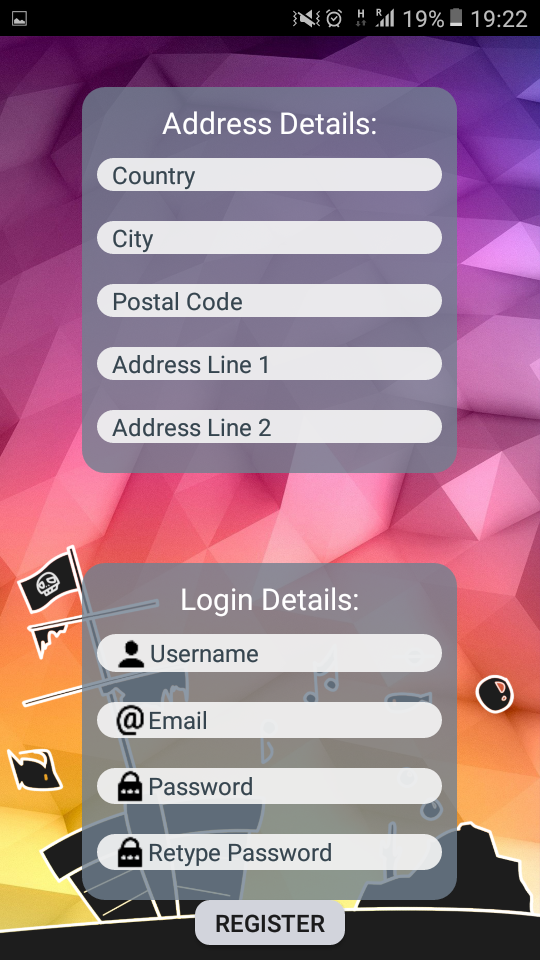 H R 19% 19:22
Address Details:
Country
City
Postal Code
Address Line 1
Address Line 2
Login Details:
Username
@ Email
Password
Retype Password
REGISTER